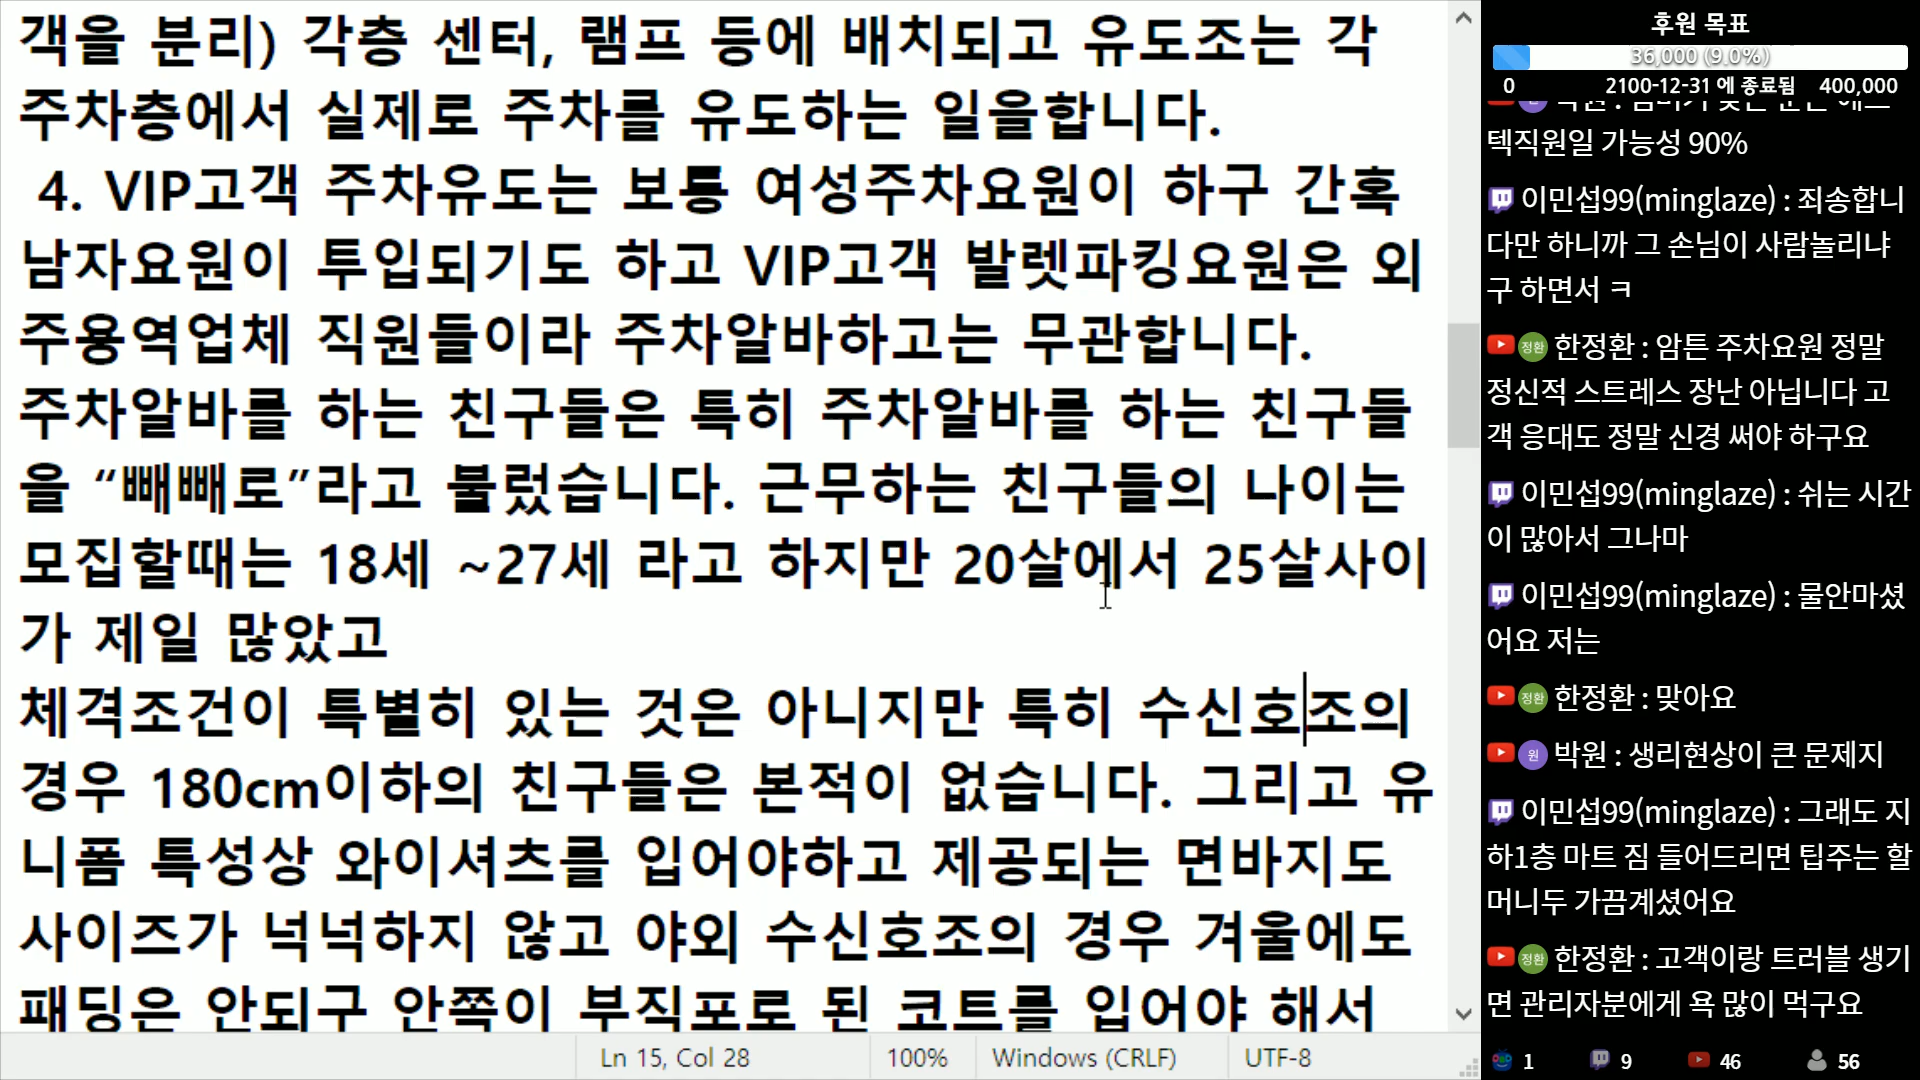 객을 분리) 각층 센터, 램프 등에 배치되고 유도조는 각
주차층에서 실제로 주차를 유도하는 일을합니다.
4. VIP고객 주차유도는 보통 여성주차요원이 하구 간혹
남자요원이 투입되기도 하고 VIP고객 발렛파킹요원은 외
주용역업체 직원들이라 주차알바하고는 무관합니다.
주차알바를 하는 친구들은 특히 주차알바를 하는 친구들
을 “빼빼로”라고 불렀습니다. 근무하는 친구들의 나이는
모집할때는 18세 ~27세 라고 하지만 20살에서 25살사이
가 제일 많았고
체격조건이 특별히 있는 것은 아니지만 특히 수신호조의
경우 180cm이하의 친구들은 본적이 없습니다. 그리고 유
니폼 특성상 와이셔츠를 입어야하고 제공되는 면바지도
사이즈가 넉넉하지 않고 야외 수신호조의 경우 겨울에도
패딩은 안되구 안쪽이 부직포로 된 코트를 입어야 해서
Ln 15, Col 28
100%
Windows (CRLF)
UTF-8
후원 목표
36,000 (9.0%)
0 2100-12-31 에 종료됨 400,000
텍직원일 가능성 90%
이민섭99(minglaze) : 죄송합니
다만 하니까 그 손님이 사람놀리냐
구 하면서 ㅋ
정환 한정환 : 암튼 주차요원 정말
정신적 스트레스 장난 아닙니다 고
객 응대도 정말 신경 써야 하구요
이민섭99(minglaze) : 쉬는 시간
이 많아서 그나마
이민섭99(minglaze) : 물안마셨
어요 저는
정환 한정환 : 맞아요
원 박원 : 생리현상이 큰 문제지
이민섭99(minglaze) : 그래도 지
하1층 마트 짐 들어드리면 팁주는 할
머니두 가끔계셨어요
정환 한정환 : 고객이랑 트러블 생기
면 관리자분에게 욕 많이 먹구요
1 9 46 56